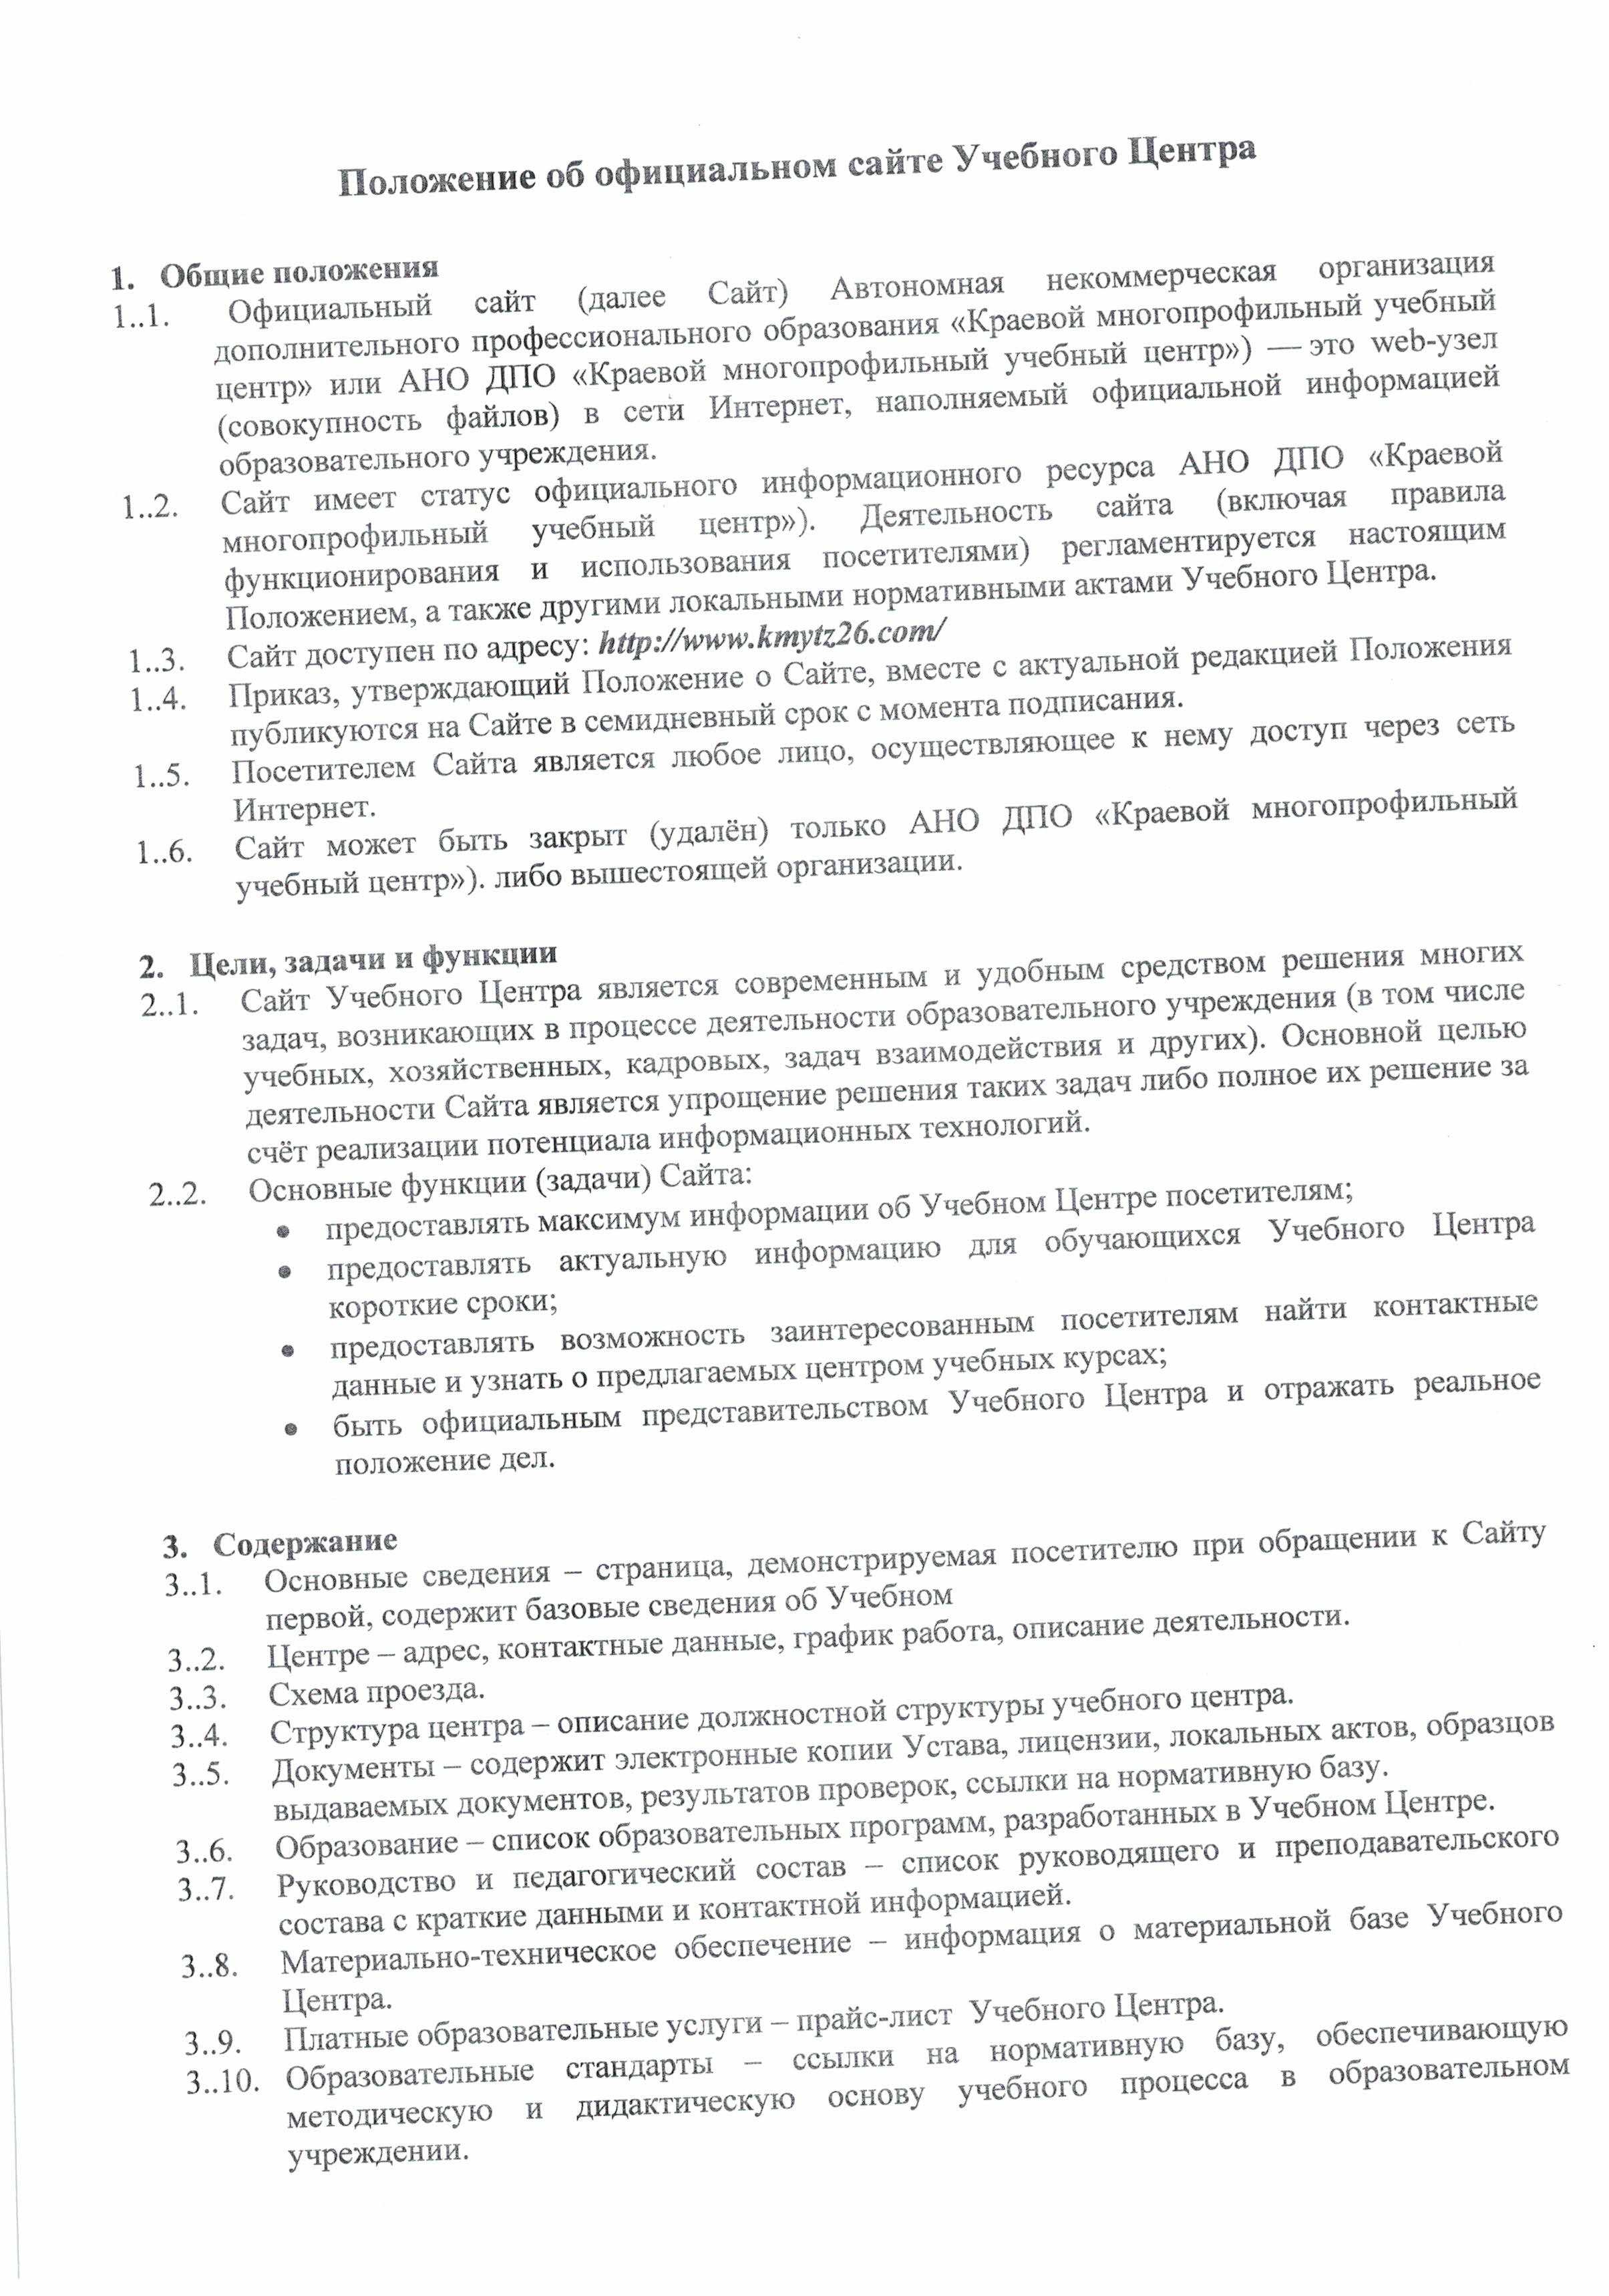 Положение об официальном сайте Учебного Центра
1. Общие положения
1..1. Официальный сайт (далее Сайт) Автономная некоммерческая организация
дополнительного профессионального образования «Краевой многопрофильный учебный
центр» или АНО ДПО «Краевой многопрофильный учебный центр») — это web-узел
(совокупность файлов) в сети Интернет, наполняемый официальной информацией
образовательного учреждения.
1..2. Сайт имеет статус официального информационного ресурса АНО ДПО «Краевой
многопрофильный учебный центр»). Деятельность сайта (включая правила
функционирования и использования посетителями) регламентируется настоящим
Положением, а также другими локальными нормативными актами Учебного Центра.
1..3. Сайт доступен по адресу: http://www.kmytz26.com/
1..4. Приказ, утверждающий Положение о Сайте, вместе с актуальной редакцией Положения
публикуются на Сайте в семидневный срок с момента подписания.
1..5. Посетителем Сайта является любое лицо, осуществляющее к нему доступ через сеть
Интернет.
1..6. Сайт может быть закрыт (удалён) только АНО ДПО «Краевой многопрофильный
учебный центр»). либо вышестоящей организации.
2. Цели, задачи и функции
2..1. Сайт Учебного Центра является современным и удобным средством решения многих
задач, возникающих в процессе деятельности образовательного учреждения (в том числе
учебных, хозяйственных, кадровых, задач взаимодействия и других). Основной целью
деятельности Сайта является упрощение решения таких задач либо полное их решение за
счёт реализации потенциала информационных технологий.
2..2. Основные функции (задачи) Сайта:
• предоставлять максимум информации об Учебном Центре посетителям;
• предоставлять актуальную информацию для обучающихся Учебного Центра
короткие сроки;
• предоставлять возможность заинтересованным посетителям найти контактные
данные и узнать о предлагаемых центром учебных курсах;
• быть официальным представительством Учебного Центра и отражать реальное
положение дел.
3. Содержание
3..1. Основные сведения – страница, демонстрируемая посетителю при обращении к Сайту
первой, содержит базовые сведения об Учебном
3..2. Центре – адрес, контактные данные, график работа, описание деятельности.
3..3. Схема проезда.
3..4. Структура центра – описание должностной структуры учебного центра.
3..5. Документы – содержит электронные копии Устава, лицензии, локальных актов, образцов
выдаваемых документов, результатов проверок, ссылки на нормативную базу.
3..6. Образование – список образовательных программ, разработанных в Учебном Центре.
3..7. Руководство и педагогический состав – список руководящего и преподавательского
состава с краткие данными и контактной информацией.
3..8. Материально-техническое обеспечение – информация о материальной базе Учебного
Центра.
3..9. Платные образовательные услуги – прайс-лист Учебного Центра.
3..10. Образовательные стандарты – ссылки на нормативную базу, обеспечивающую
методическую и дидактическую основу учебного процесса в образовательном
учреждении.